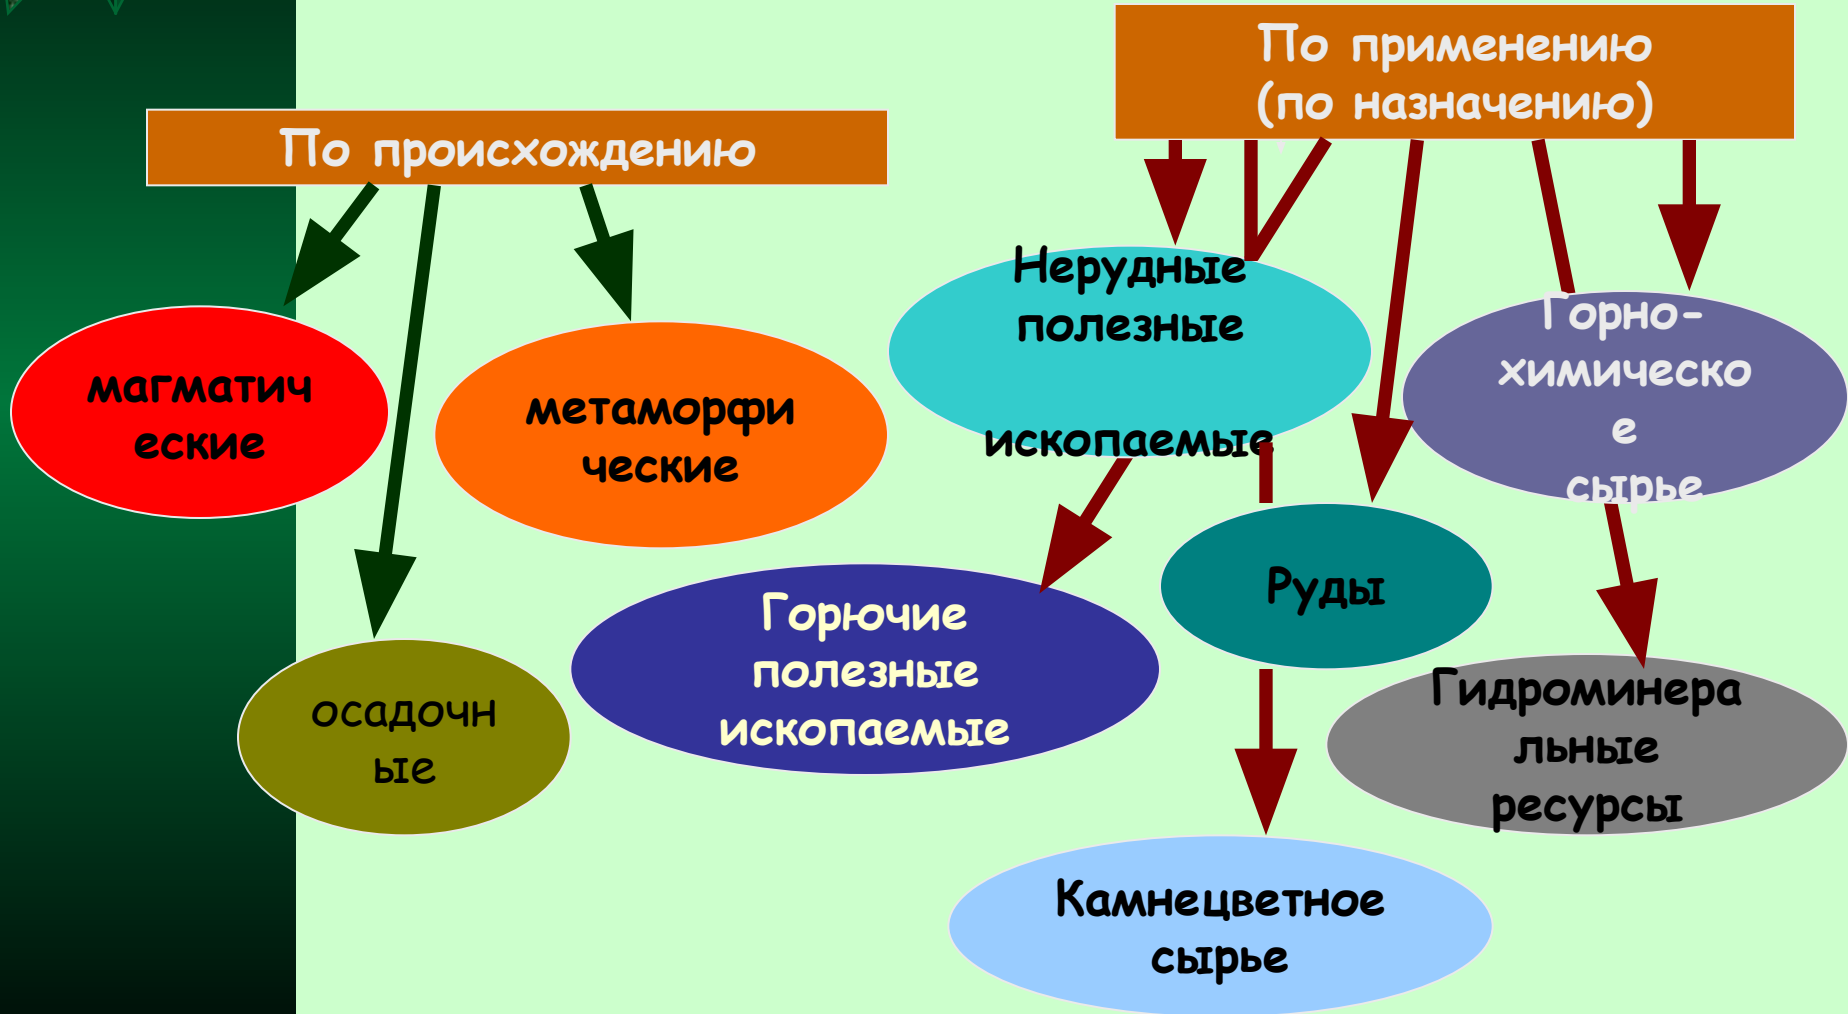 По происхождению
магматич
еские
метаморфи
ческие
осадочн
ые
По применению
(по назначению)
Нерудные
полезные
ископаемые
Горно-
химическо
е
сырье
Руды
Горючие
полезные
ископаемые
Гидроминера
льные
ресурсы
Камнецветное
сырье